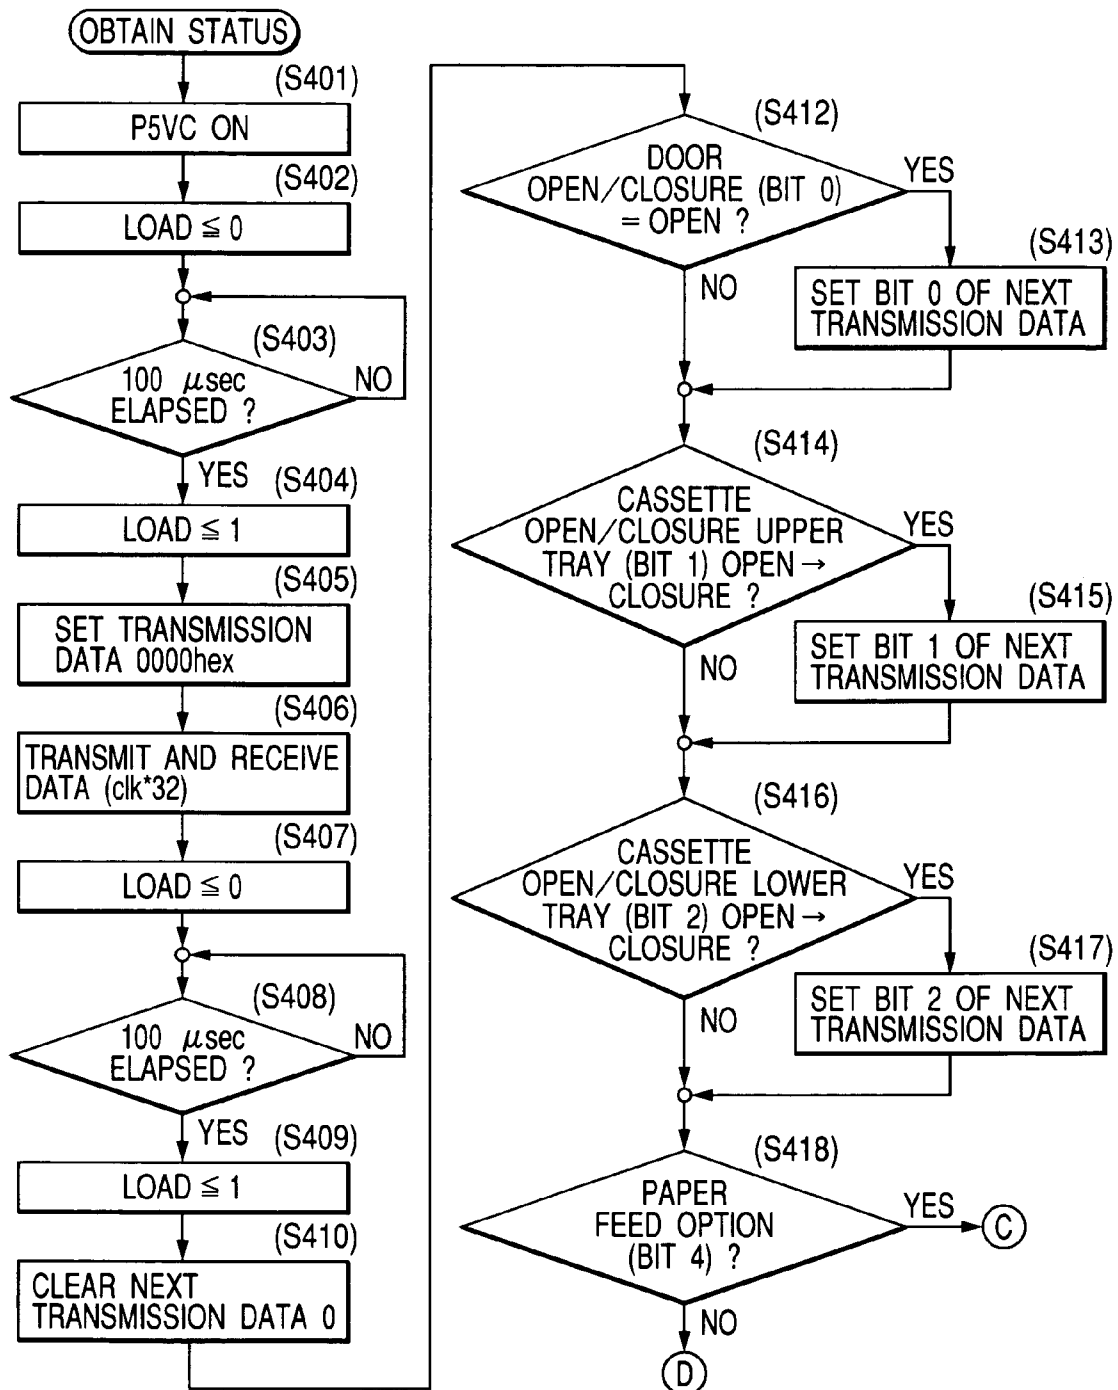 OBTAIN STATUS
(S401)
P5VC ON
(S402)
LOAD ≦ 0
(S403)
100 μsec
ELAPSED ?
NO
YES
(S404)
LOAD ≦ 1
(S405)
SET TRANSMISSION
DATA 0000hex
(S406)
TRANSMIT AND RECEIVE
DATA (clk*32)
(S407)
LOAD ≦ 0
(S408)
100 μsec
ELAPSED ?
NO
YES
(S409)
LOAD ≦ 1
(S410)
CLEAR NEXT
TRANSMISSION DATA 0
(S412)
DOOR
OPEN/CLOSURE (BIT 0)
= OPEN ?
YES
NO
(S413)
SET BIT 0 OF NEXT
TRANSMISSION DATA
(S414)
CASSETTE
OPEN/CLOSURE UPPER
TRAY (BIT 1) OPEN→
CLOSURE ?
YES
NO
(S415)
SET BIT 1 OF NEXT
TRANSMISSION DATA
(S416)
CASSETTE
OPEN/CLOSURE LOWER
TRAY (BIT 2) OPEN→
CLOSURE ?
YES
NO
(S417)
SET BIT 2 OF NEXT
TRANSMISSION DATA
(S418)
PAPER
FEED OPTION
(BIT 4) ?
YES
C
NO
D